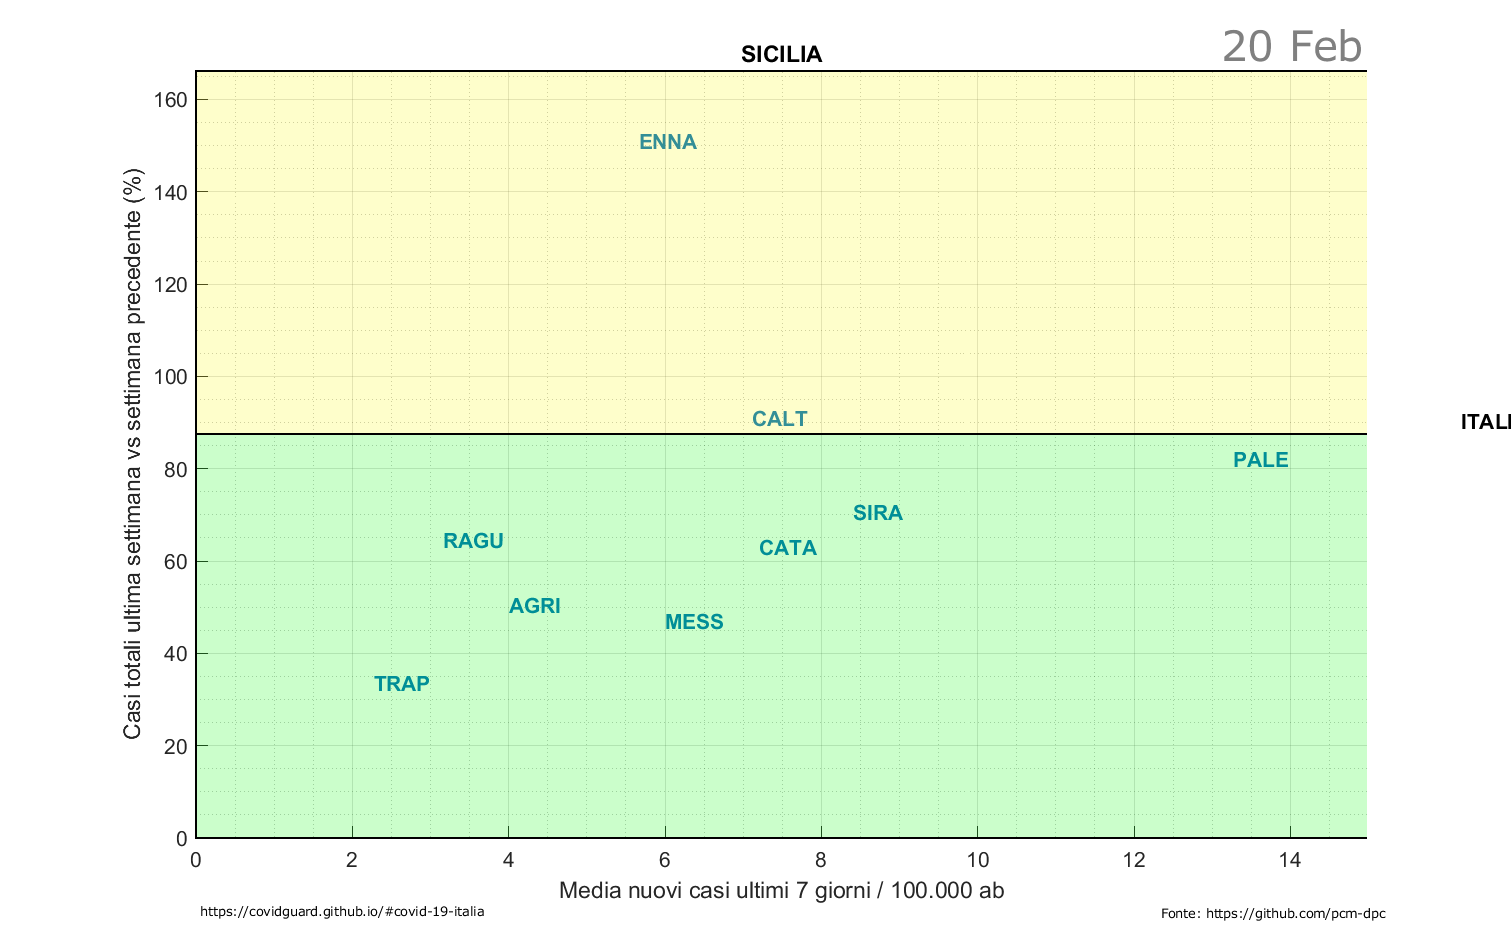 SICILIA
20 Feb
Casi totali ultima settimana vs settimana precedente (%)
160
140
120
100
80
60
40
20
0
ENNA
CALT
ITALI
PALE
SIRA
RAGU
CATA
AGRI
MESS
TRAP
0 2 4 6 8 10 12 14
Media nuovi casi ultimi 7 giorni / 100.000 ab
https://covidguard.github.io/#covid-19-italia
Fonte: https://github.com/pcm-dpc